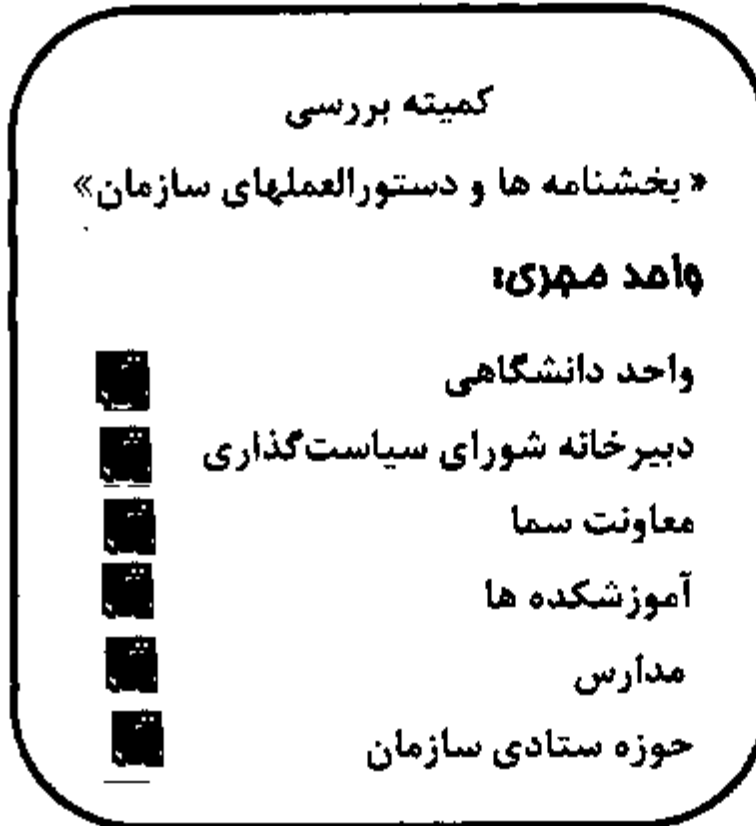 کمیته بررسی
«بخشنامه ها و دستورالعملهای سازمان»
واحد مجری:
واحد دانشگاهی
دبیرخانه شورای سیاست‌گذاری
معاونت سما
آموزشکده ها
مدارس
حوزه ستادی سازمان